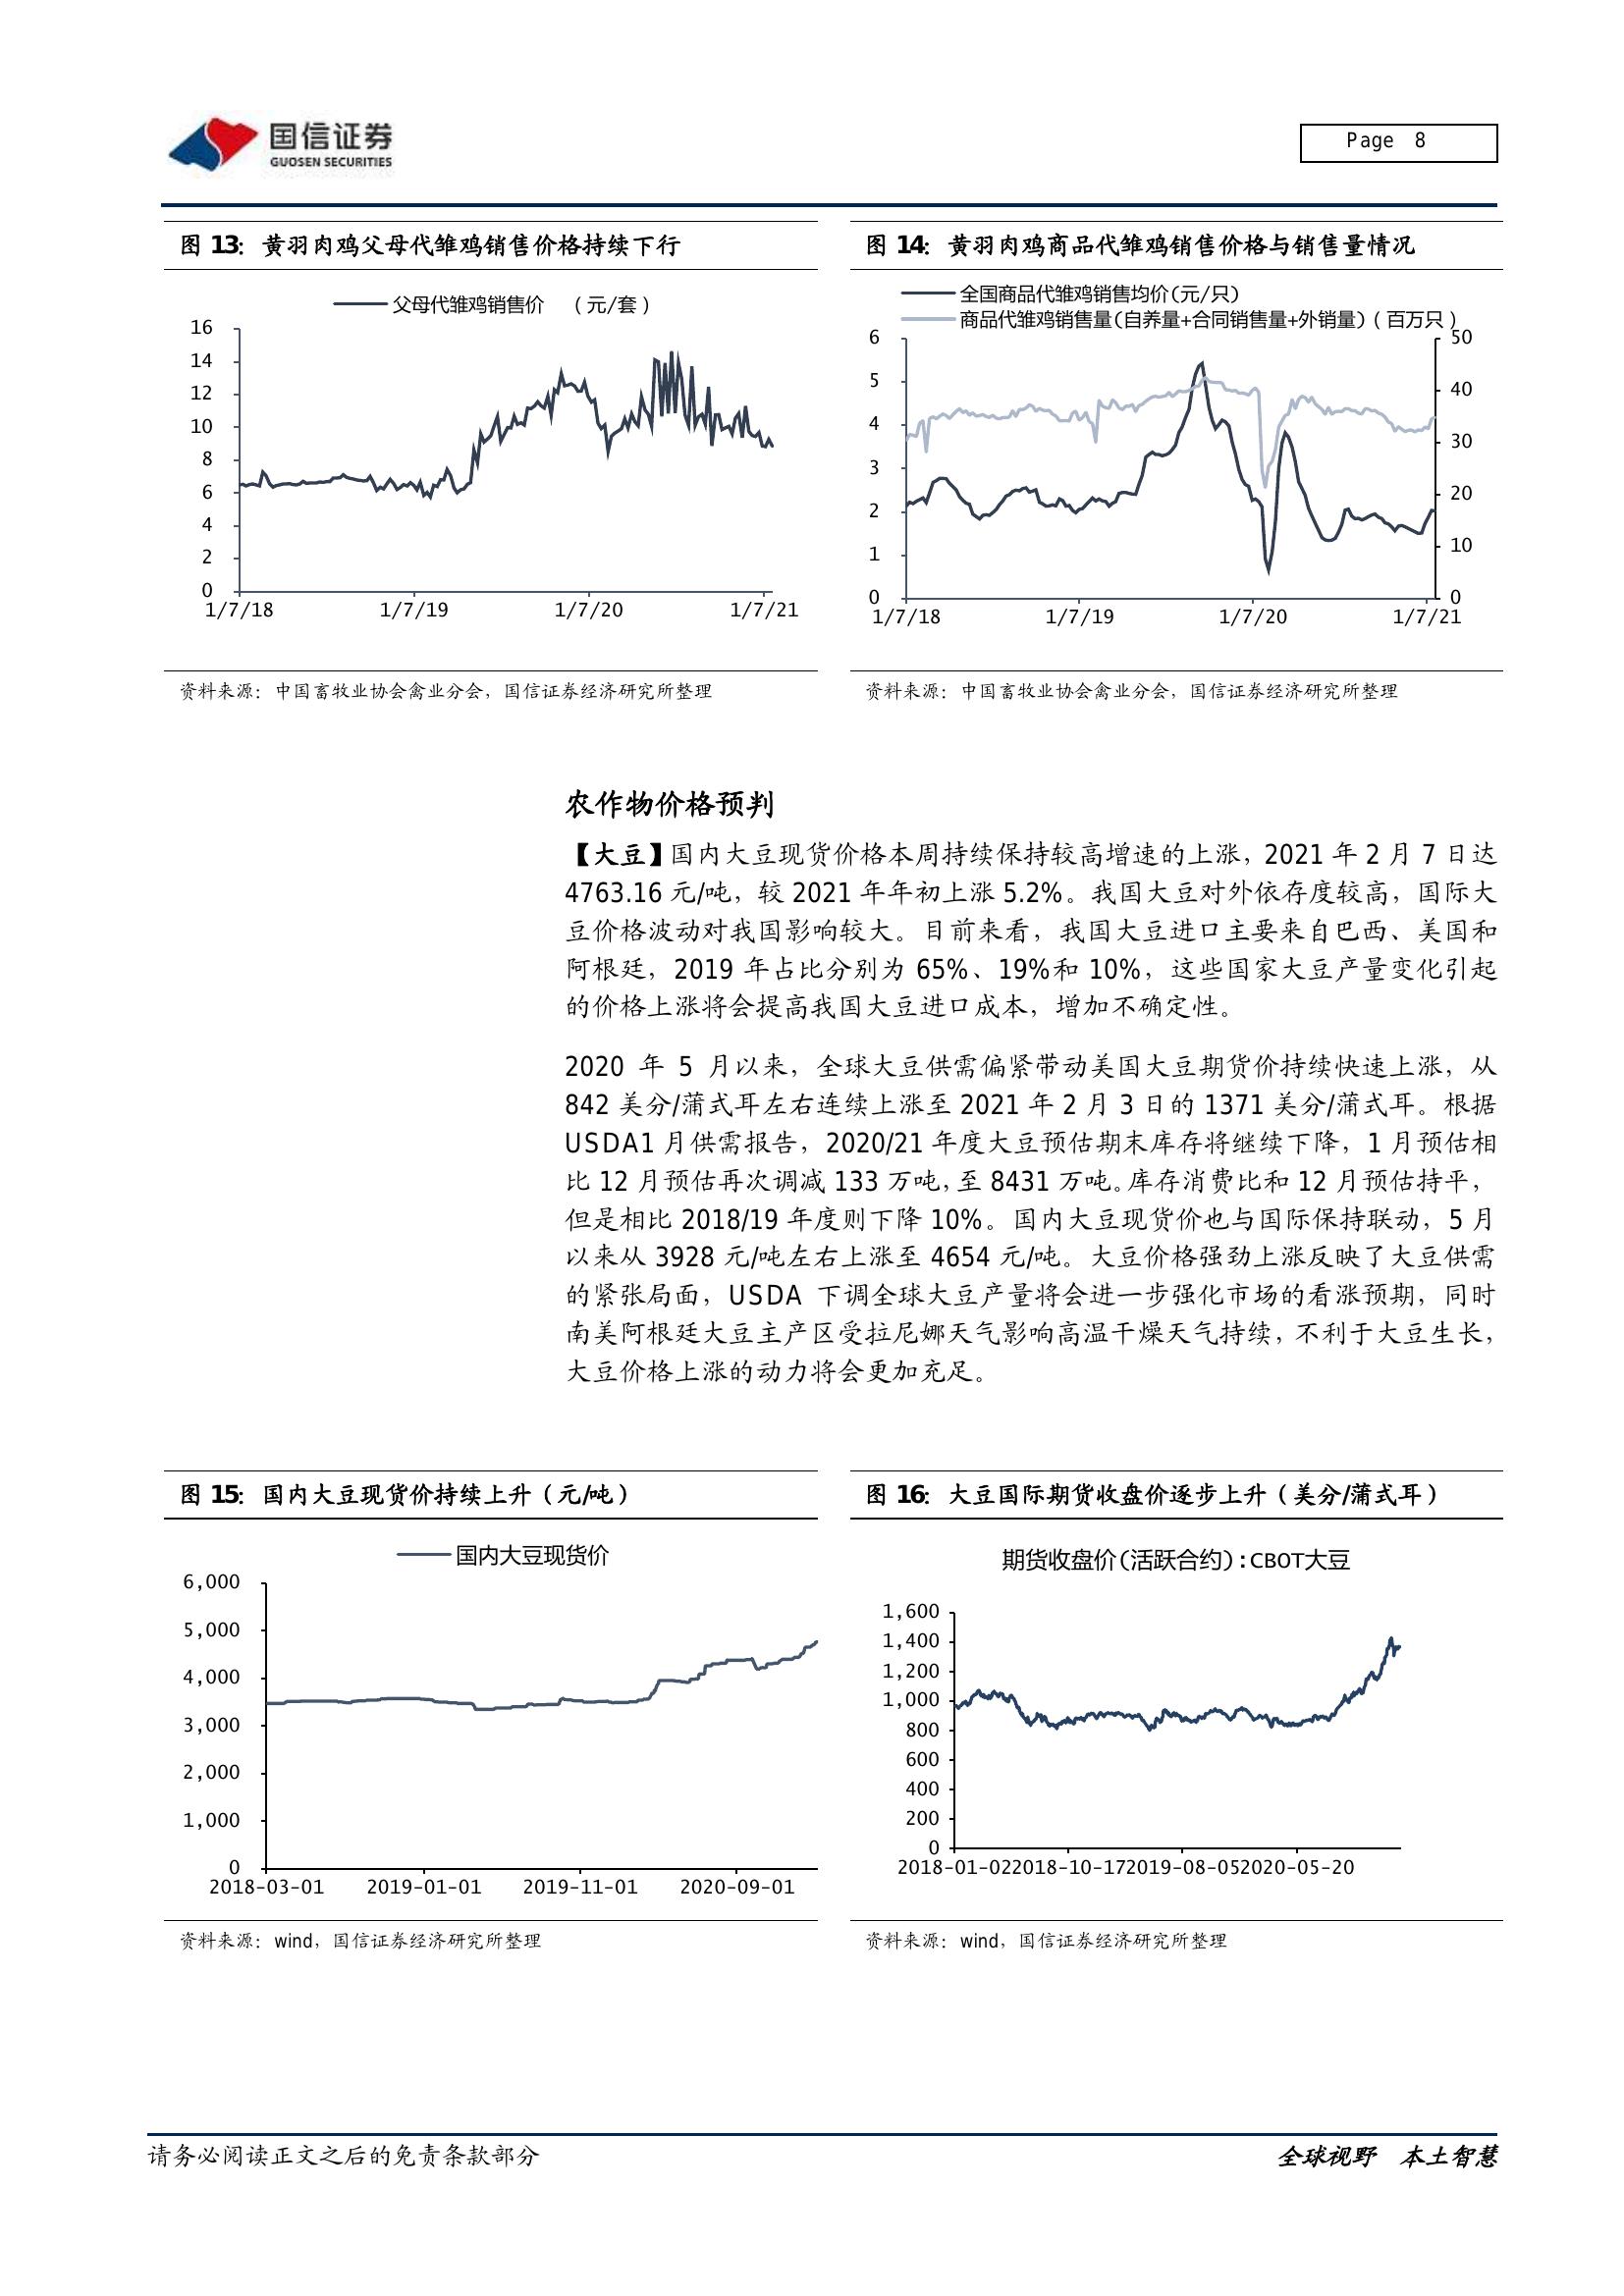 国信证券
GUOSEN SECURITIES
Page 8
图 13：黄羽肉鸡父母代雏鸡销售价格持续下行
父母代雏鸡销售价 （元/套）
16
14
12
10
8
6
4
2
0
1/7/18 1/7/19 1/7/20 1/7/21
资料来源：中国畜牧业协会禽业分会，国信证券经济研究所整理
图 14：黄羽肉鸡商品代雏鸡销售价格与销售量情况
全国商品代雏鸡销售均价(元/只)
商品代雏鸡销售量(自养量+合同销售量+外销量)（百万只）
6
5
4
3
2
1
0
50
40
30
20
10
0
1/7/18 1/7/19 1/7/20 1/7/21
资料来源：中国畜牧业协会禽业分会，国信证券经济研究所整理
农作物价格预判
【大豆】国内大豆现货价格本周持续保持较高增速的上涨，2021 年 2 月 7 日达
4763.16 元/吨，较 2021 年年初上涨 5.2%。我国大豆对外依存度较高，国际大
豆价格波动对我国影响较大。目前来看，我国大豆进口主要来自巴西、美国和
阿根廷，2019 年占比分别为 65%、19%和 10%，这些国家大豆产量变化引起
的价格上涨将会提高我国大豆进口成本，增加不确定性。
2020 年 5 月以来，全球大豆供需偏紧带动美国大豆期货价持续快速上涨，从
842 美分/蒲式耳左右连续上涨至 2021 年 2 月 3 日的 1371 美分/蒲式耳。根据
USDA1 月供需报告，2020/21 年度大豆预估期末库存将继续下降，1 月预估相
比 12 月预估再次调减 133 万吨，至 8431 万吨。库存消费比和 12 月预估持平，
但是相比 2018/19 年度则下降 10%。国内大豆现货价也与国际保持联动，5 月
以来从 3928 元/吨左右上涨至 4654 元/吨。大豆价格强劲上涨反映了大豆供需
的紧张局面，USDA 下调全球大豆产量将会进一步强化市场的看涨预期，同时
南美阿根廷大豆主产区受拉尼娜天气影响高温干燥天气持续，不利于大豆生长，
大豆价格上涨的动力将会更加充足。
图 15：国内大豆现货价持续上升（元/吨）
国内大豆现货价
6,000
5,000
4,000
3,000
2,000
1,000
0
2018-03-01 2019-01-01 2019-11-01 2020-09-01
资料来源：wind，国信证券经济研究所整理
图 16：大豆国际期货收盘价逐步上升（美分/蒲式耳）
期货收盘价(活跃合约):CBOT大豆
1,600
1,400
1,200
1,000
800
600
400
200
0
2018-01-02 2018-10-17 2019-08-05 2020-05-20
资料来源：wind，国信证券经济研究所整理
请务必阅读正文之后的免责条款部分
全球视野 本土智慧